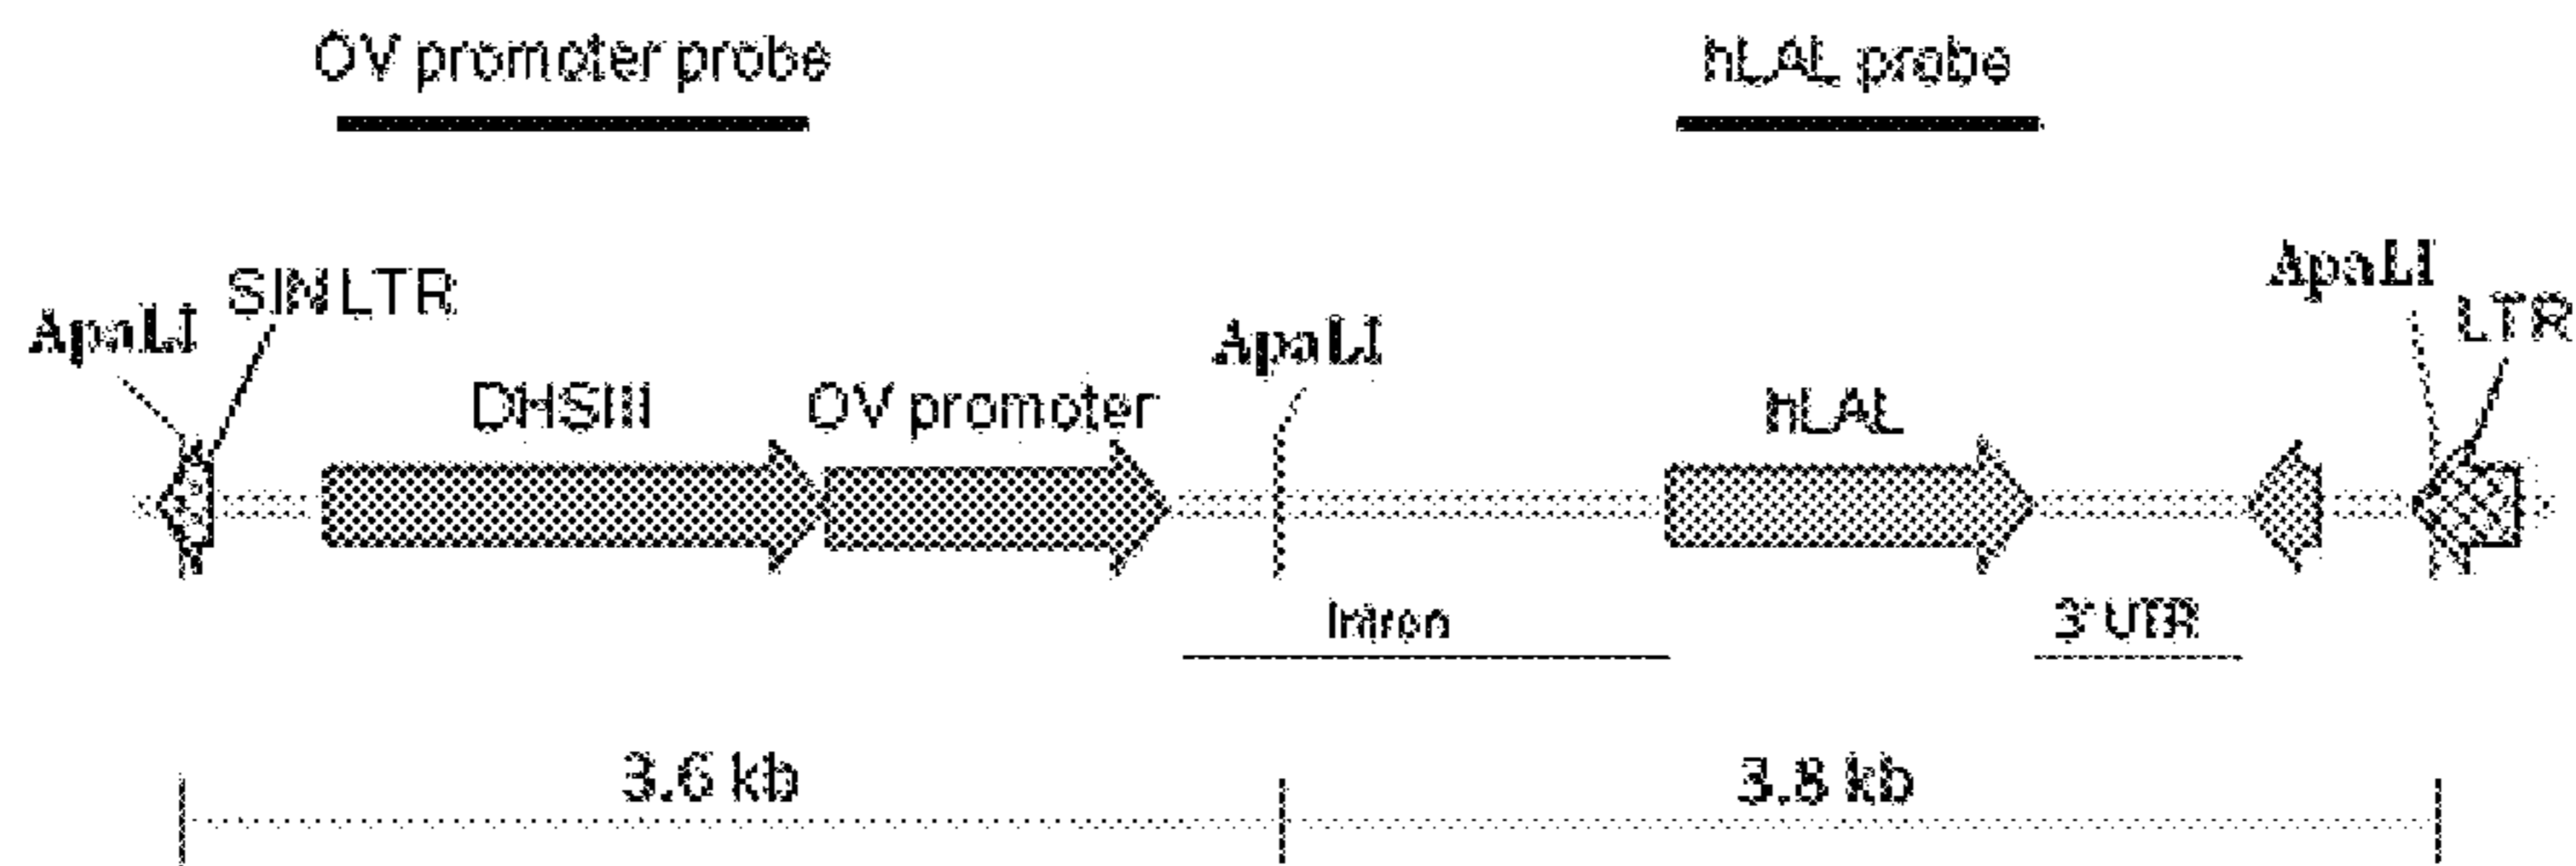 OV promoter probe
hLAL probe
ApaLI
SIN LTR
DHSIII
OV promoter
ApaLI
hLAL
ApaLI
LTR
Intron
3' UTR
3.6 kb
3.8 kb